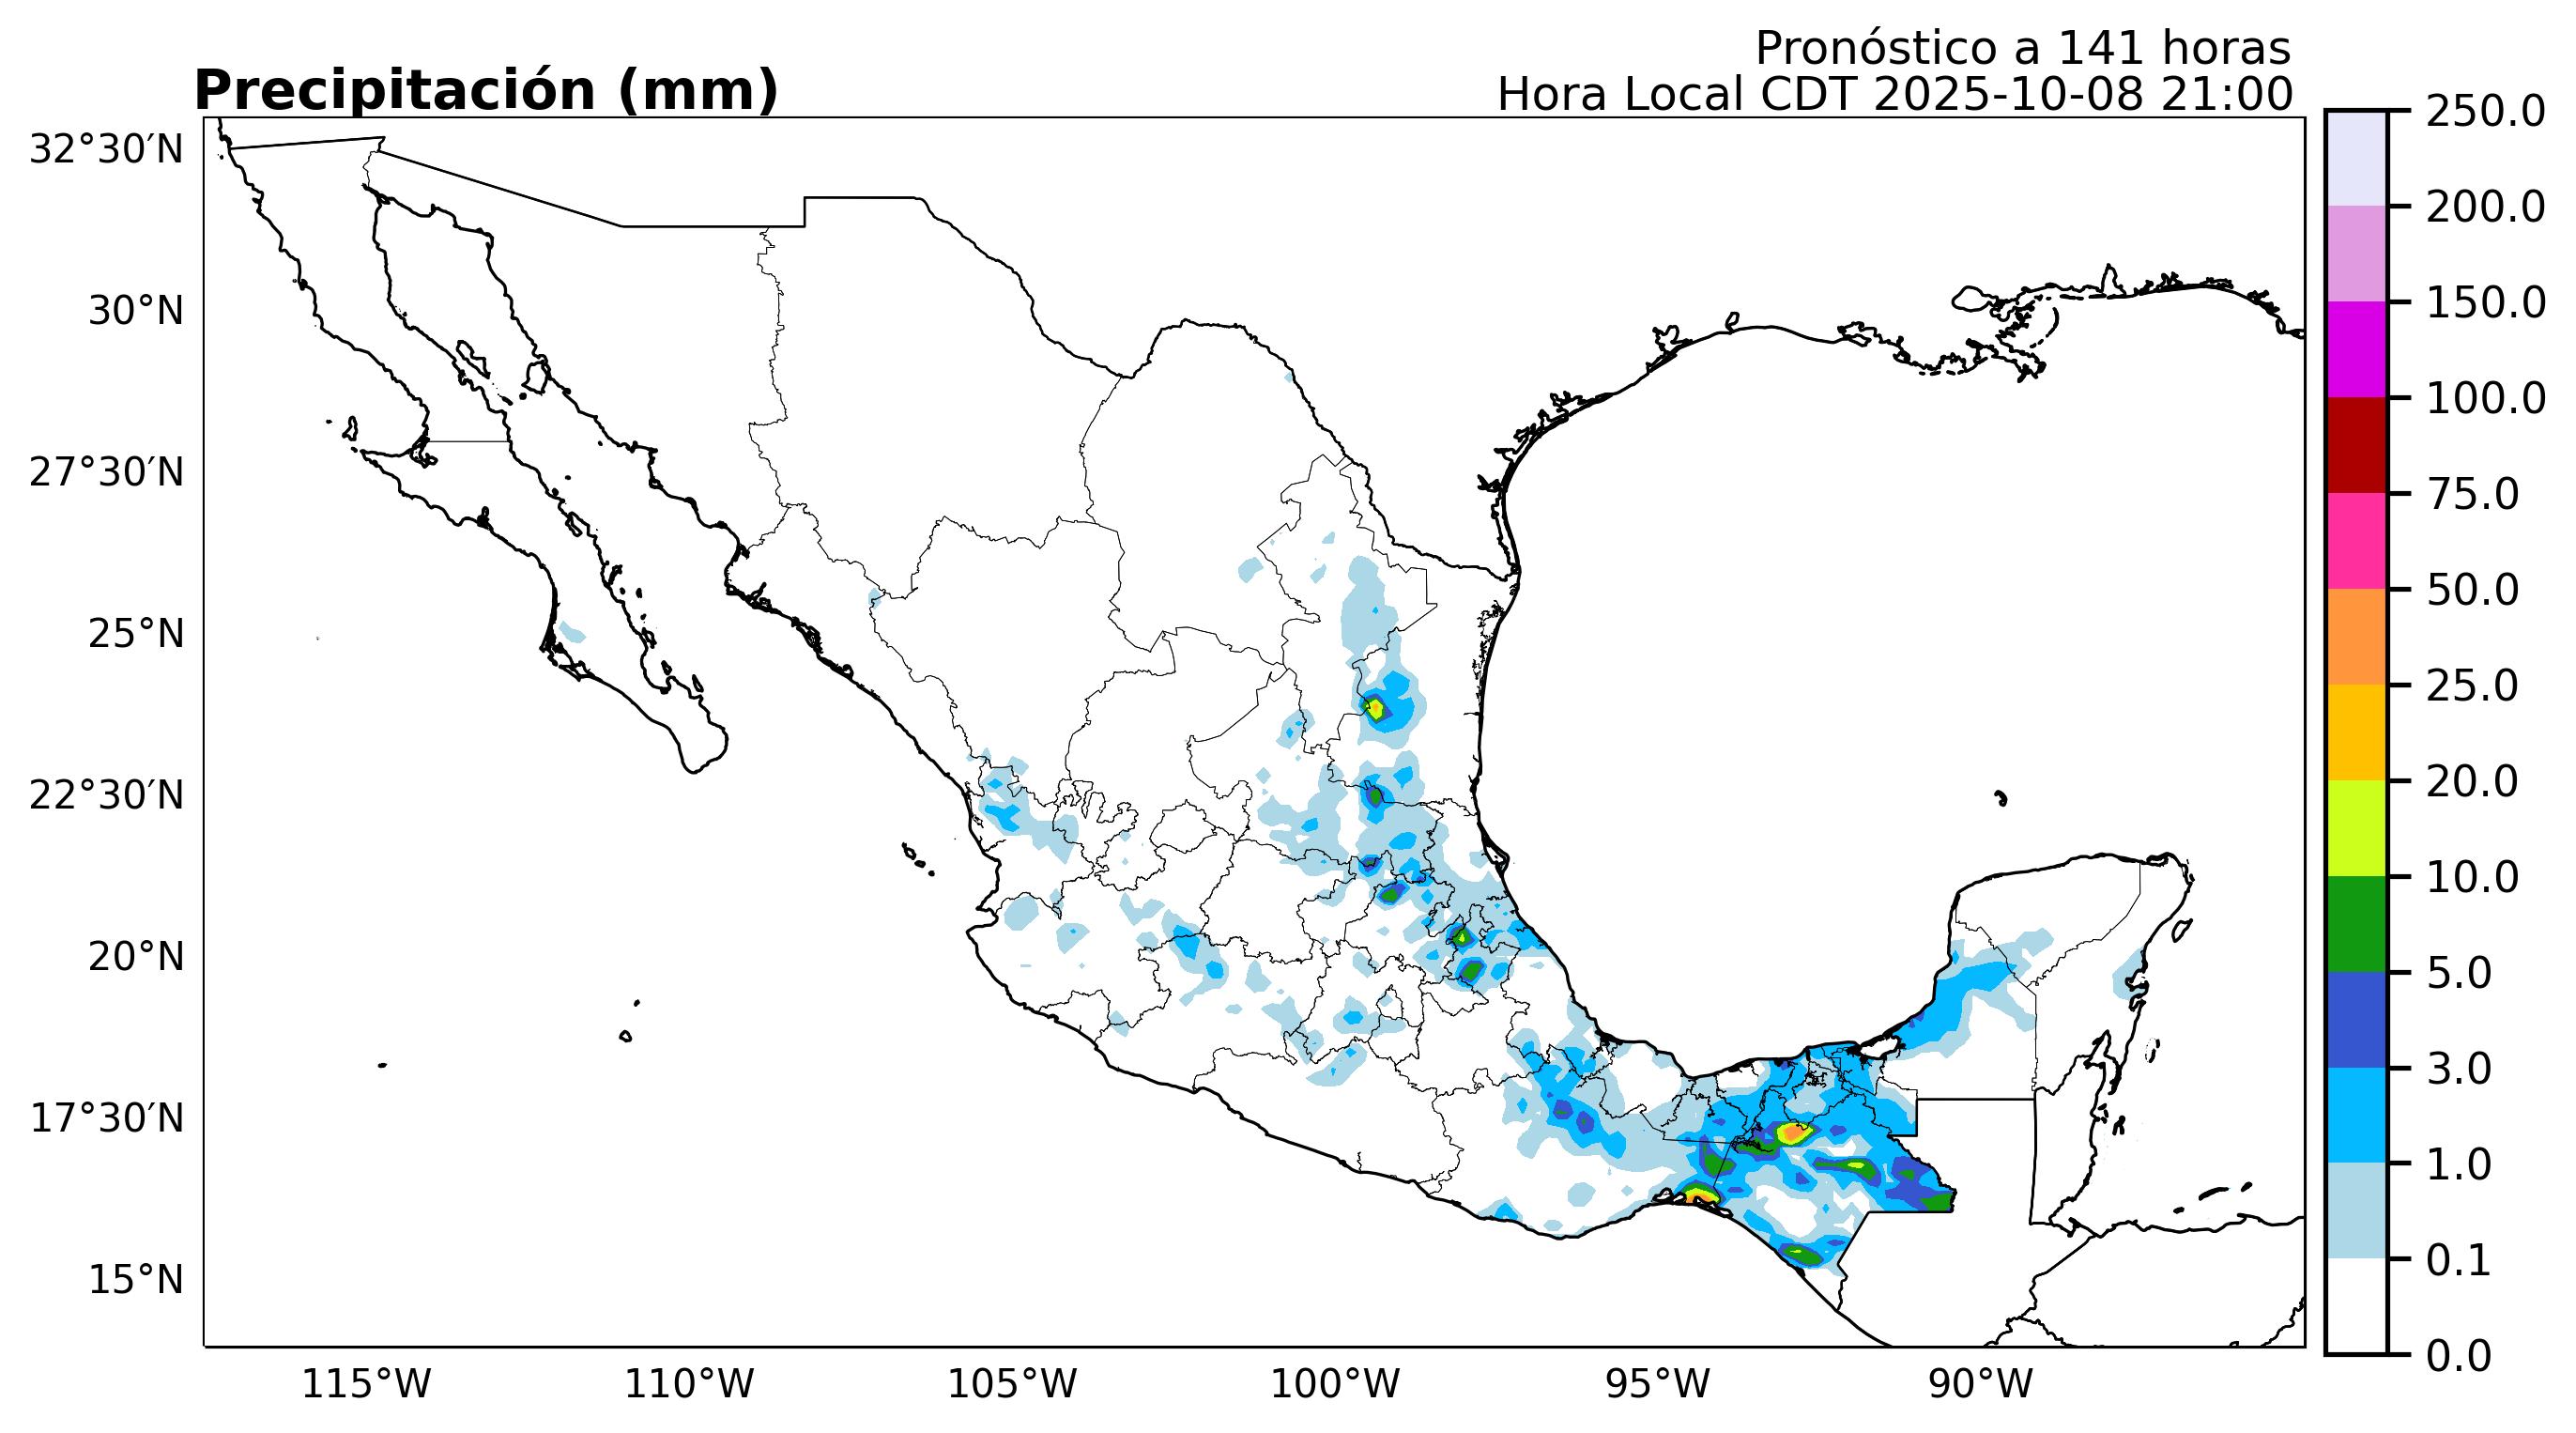 Pronóstico a 141 horas
Precipitación (mm)
Hora Local CDT 2025-10-08 21:00
32°30′N
30°N
27°30′N
25°N
22°30′N
20°N
17°30′N
15°N
115°W
110°W
105°W
100°W
95°W
90°W
250.0
200.0
150.0
100.0
75.0
50.0
25.0
20.0
10.0
5.0
3.0
1.0
0.1
0.0